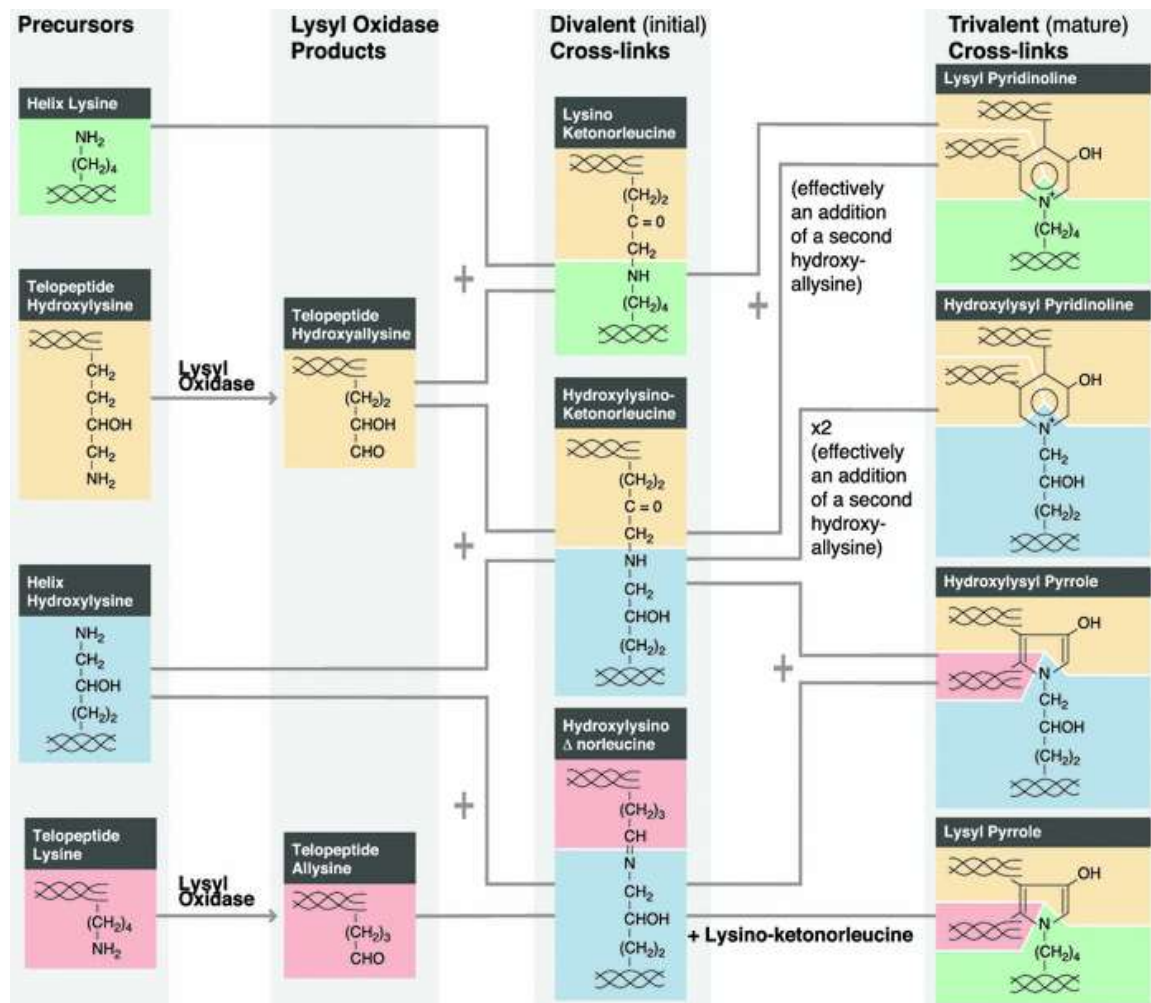 Precursors
Helix Lysine
NH2
(CH2)4
Telopeptide
Hydroxylysine
CH2
CH2
CHOH
CH2
NH2
Lysyl
Oxidase
Helix
Hydroxylysine
NH2
CH2
CHOH
(CH2)2
Telopeptide
Lysine
(CH2)4
NH2
Lysyl
Oxidase
Lysyl Oxidase
Products
Telopeptide
Hydroxyallysine
(CH2)2
CHOH
CHO
Telopeptide
Allysine
(CH2)3
CHO
+
+
+
Divalent (initial)
Cross-links
Lysino
Ketonorleucine
(CH2)2
C = 0
CH2
NH
(CH2)4
Hydroxylysino-
Ketonorleucine
(CH2)2
C = 0
CH2
NH
CH2
CHOH
(CH2)2
Hydroxylysino
Δ norleucine
(CH2)3
CH
N
CH2
CHOH
(CH2)2
+
(effectively
an addition
of a second
hydroxy-
allysine)
x2
(effectively
an addition
of a second
hydroxy-
allysine)
+
+ Lysino-ketonorleucine
Trivalent (mature)
Cross-links
Lysyl Pyridinoline
OH
N+
(CH2)4
Hydroxylysyl Pyridinoline
OH
N+
CH2
CHOH
(CH2)2
Hydroxylysyl Pyrrole
OH
N
CH2
CHOH
(CH2)2
Lysyl Pyrrole
OH
N
(CH2)4